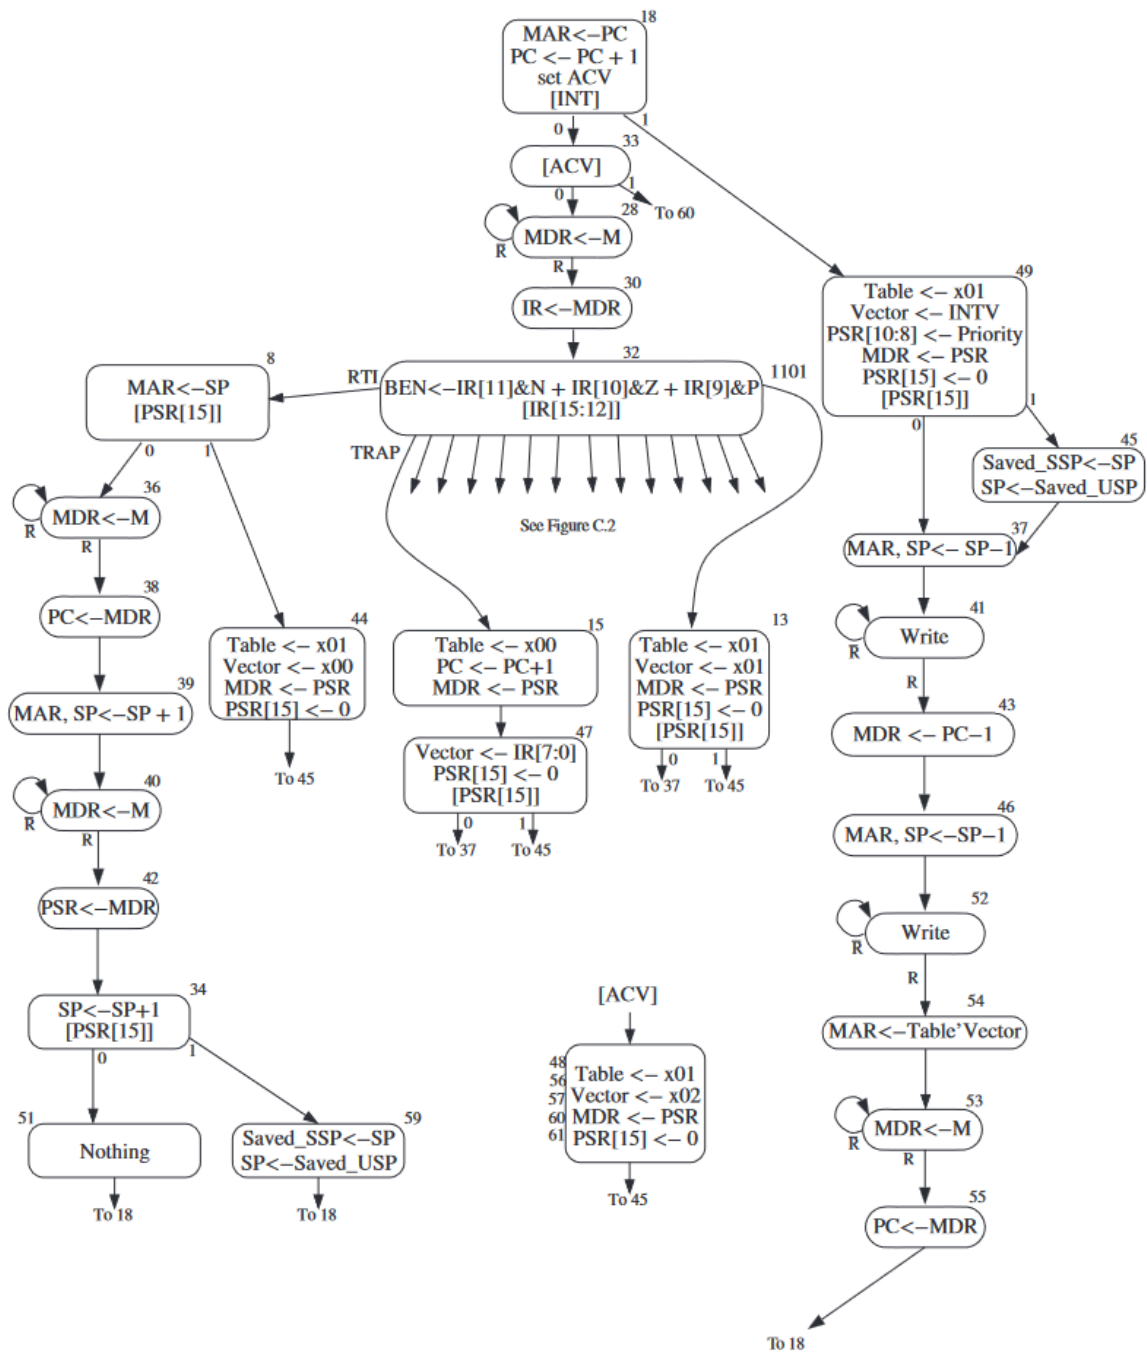 18
MAR<–PC
PC <– PC + 1
set ACV
[INT]
0
1
33
[ACV]
0
1
To 60
28
MDR<–M
R̅
R
30
IR<–MDR
32
BEN<–IR[11]&N + IR[10]&Z + IR[9]&P
[IR[15:12]]
RTI
TRAP
1101
See Figure C.2
8
MAR<–SP
[PSR[15]]
0
1
36
MDR<–M
R̅
R
38
PC<–MDR
39
MAR, SP<–SP + 1
40
MDR<–M
R̅
R
42
PSR<–MDR
34
SP<–SP+1
[PSR[15]]
0
1
51
Nothing
To 18
59
Saved_SSP<–SP
SP<–Saved_USP
To 18
44
Table <– x01
Vector <– x00
MDR <– PSR
PSR[15] <– 0
To 45
15
Table <– x00
PC <– PC+1
MDR <– PSR
47
Vector <– IR[7:0]
PSR[15] <– 0
[PSR[15]]
0
1
To 37
To 45
13
Table <– x01
Vector <– x01
MDR <– PSR
PSR[15] <– 0
[PSR[15]]
0
1
To 37
To 45
[ACV]
48
56
57
60
61
Table <– x01
Vector <– x02
MDR <– PSR
PSR[15] <– 0
To 45
49
Table <– x01
Vector <– INTV
PSR[10:8] <– Priority
MDR <– PSR
PSR[15] <– 0
[PSR[15]]
0
1
45
Saved_SSP<–SP
SP<–Saved_USP
37
MAR, SP<– SP–1
41
Write
R̅
R
43
MDR <– PC–1
46
MAR, SP<–SP–1
52
Write
R̅
R
54
MAR<–Table’Vector
53
MDR<–M
R̅
R
55
PC<–MDR
To 18